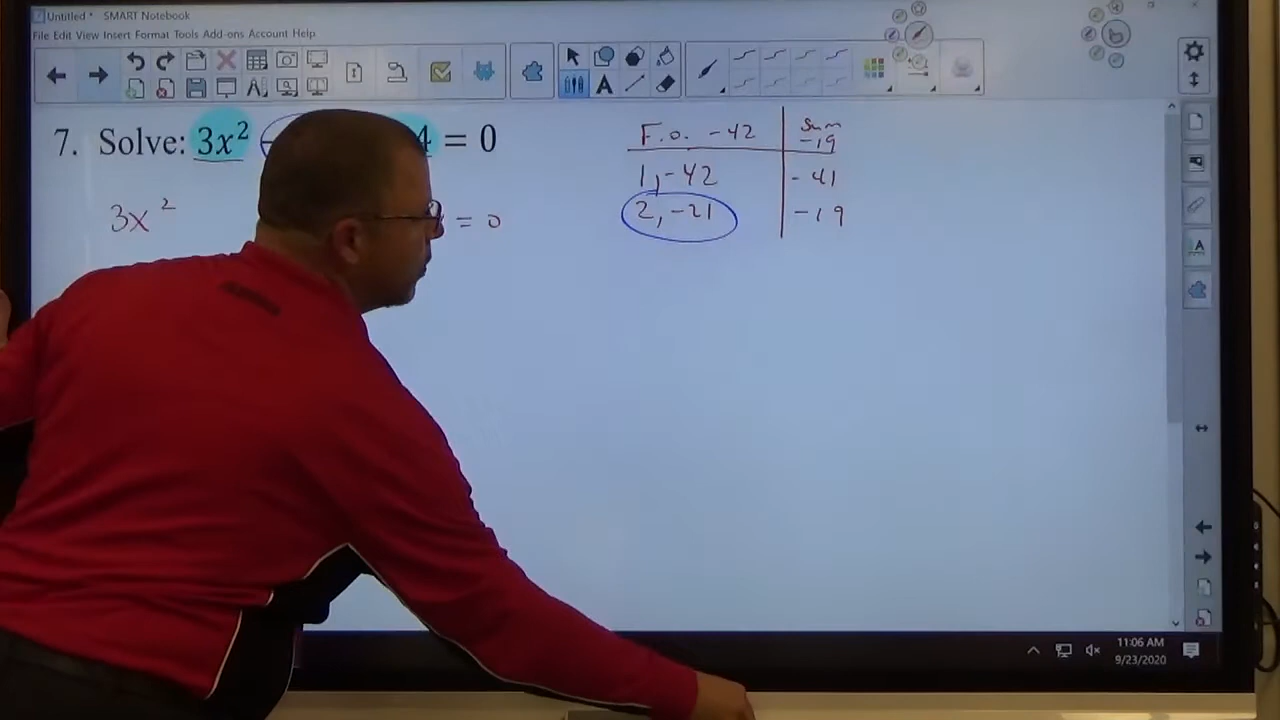 Untitled * SMART Notebook
File Edit View Insert Format Tools Add-ons Account Help
7. Solve: 3x² 4 = 0
3x² = 0
F.o. -42 Sum -19
1, -42 -41
2, -21 -19
11:06 AM
9/23/2020